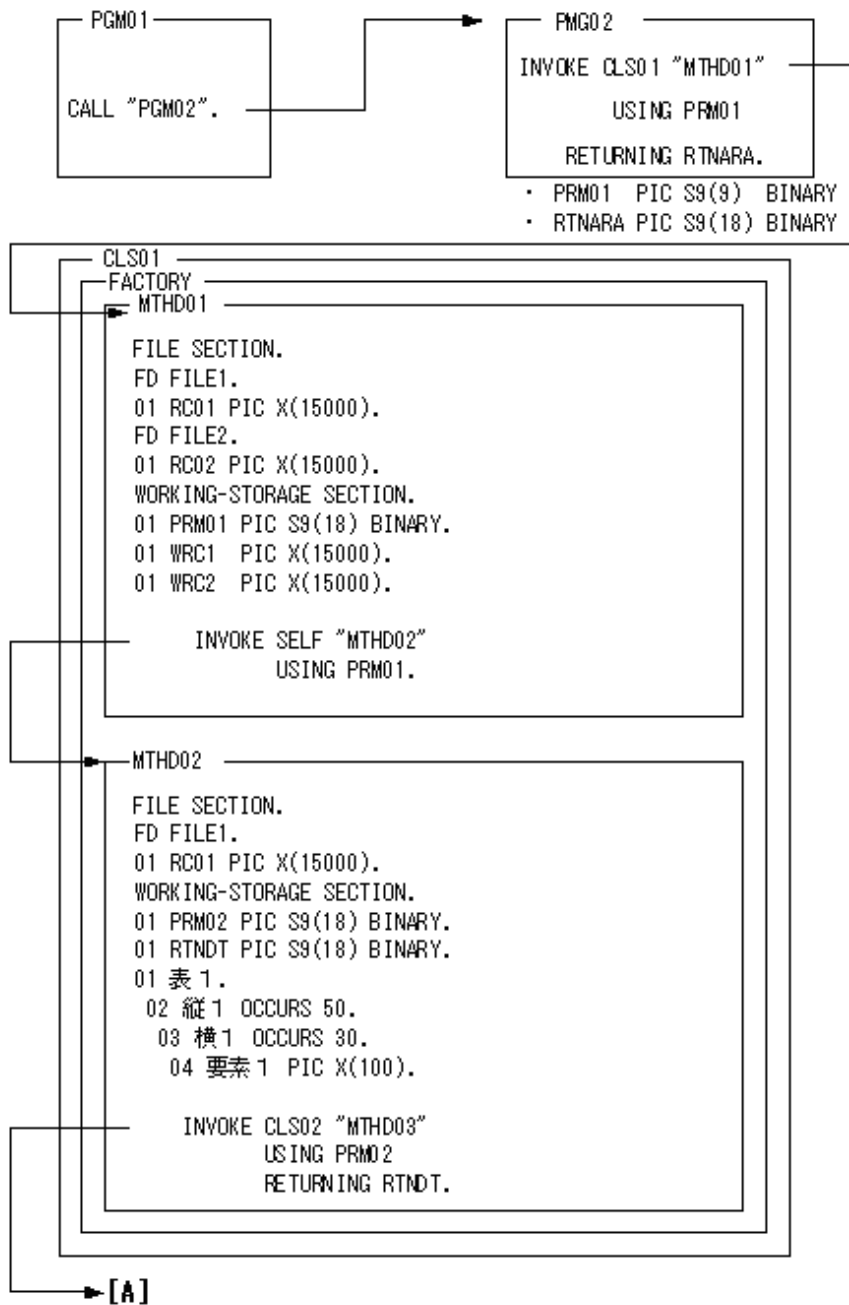 PGM01
CALL "PGM02".
PMG02
INVOKE CLS01 "MTHD01"
USING PRM01
RETURNING RTNARA.
・ PRM01 PIC S9(9) BINARY
・ RTNARA PIC S9(18) BINARY
CLS01
FACTORY
MTHD01
FILE SECTION.
FD FILE1.
01 RC01 PIC X(15000).
FD FILE2.
01 RC02 PIC X(15000).
WORKING-STORAGE SECTION.
01 PRM01 PIC S9(18) BINARY.
01 WRC1 PIC X(15000).
01 WRC2 PIC X(15000).
INVOKE SELF "MTHD02"
USING PRM01.
MTHD02
FILE SECTION.
FD FILE1.
01 RC01 PIC X(15000).
WORKING-STORAGE SECTION.
01 PRM02 PIC S9(18) BINARY.
01 RTNDT PIC S9(18) BINARY.
01 表１.
02 縦１ OCCURS 50.
03 横１ OCCURS 30.
04 要素１ PIC X(100).
INVOKE CLS02 "MTHD03"
USING PRM02
RETURNING RTNDT.
[A]